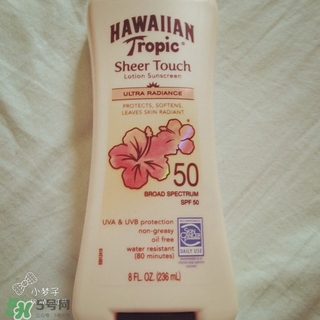 HAWAIIAN
Tropic
Sheer Touch
Lotion Sunscreen
ULTRA RADIANCE
PROTECTS, SOFTENS,
LEAVES SKIN RADIANT
50
BROAD SPECTRUM
SPF 50
UVA & UVB protection
non-greasy
oil free
water resistant
(80 minutes)
SKIN
CANCER
8 FL. OZ. (236 mL)
小梦子
5号网